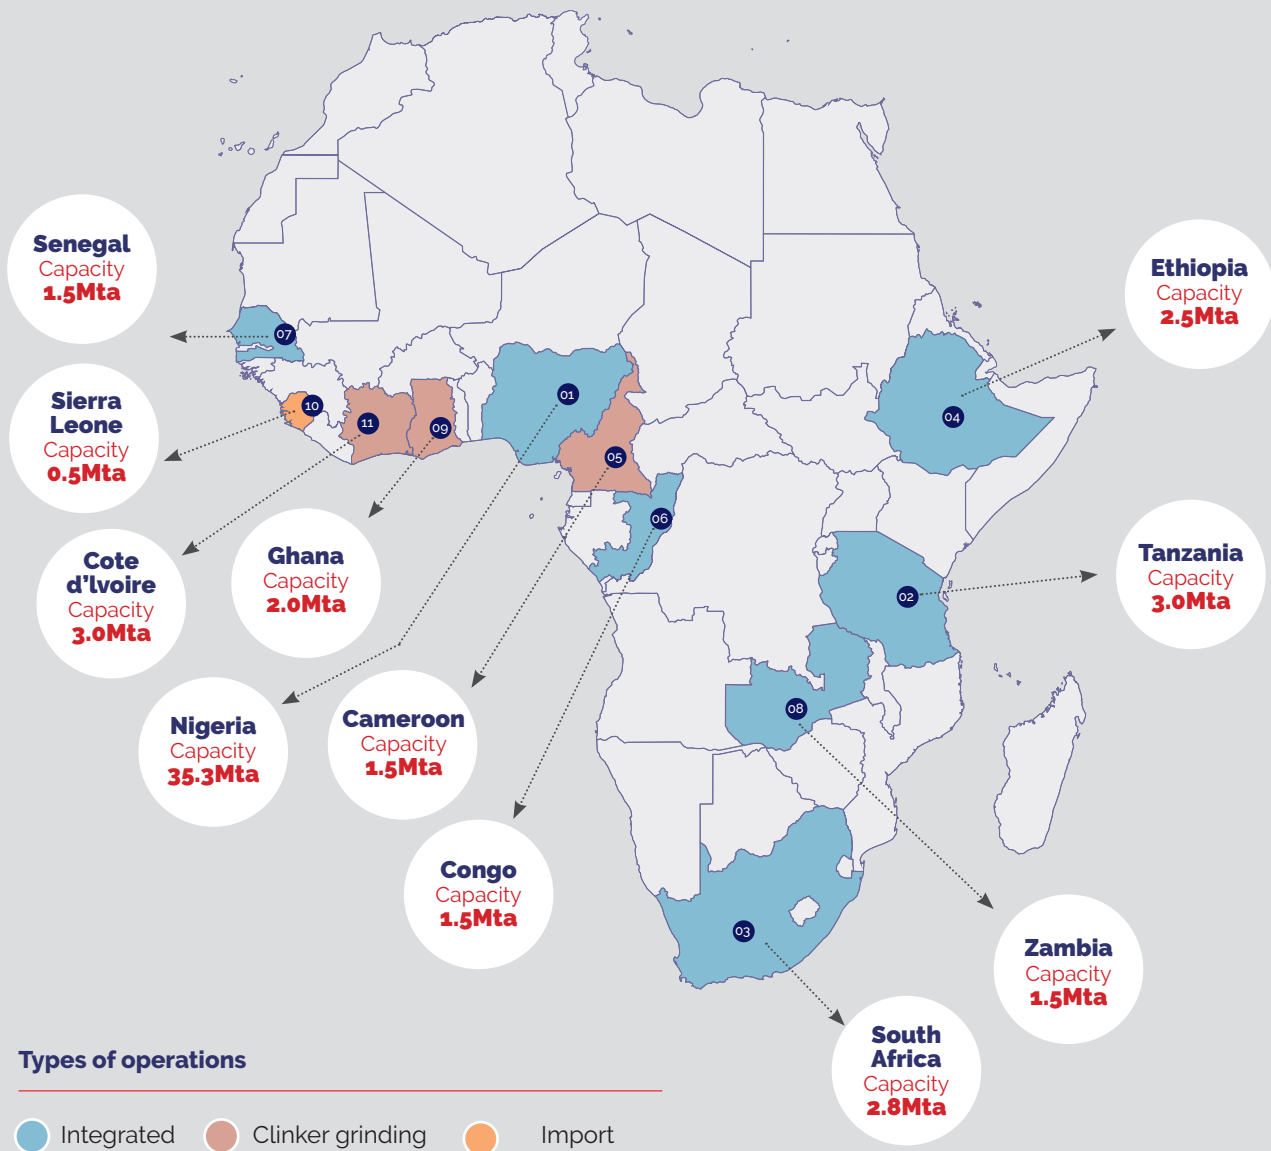 Senegal
Capacity
1.5Mta
Ethiopia
Capacity
2.5Mta
Sierra
Leone
Capacity
0.5Mta
Cote
d'lvoire
Capacity
3.0Mta
Ghana
Capacity
2.0Mta
Tanzania
Capacity
3.0Mta
Nigeria
Capacity
35.3Mta
Cameroon
Capacity
1.5Mta
Congo
Capacity
1.5Mta
Zambia
Capacity
1.5Mta
South
Africa
Capacity
2.8Mta
07
10
11
09
01
05
06
04
02
08
03
Types of operations
Integrated
Clinker grinding
Import